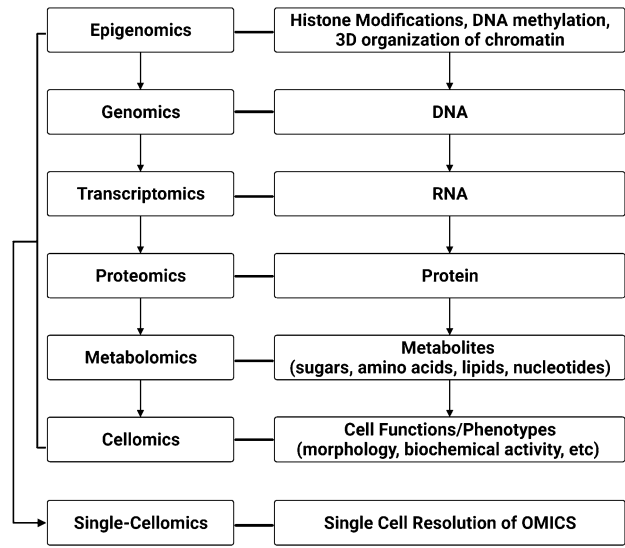 Epigenomics
Histone Modifications, DNA methylation,
3D organization of chromatin
Genomics
DNA
Transcriptomics
RNA
Proteomics
Protein
Metabolomics
Metabolites
(sugars, amino acids, lipids, nucleotides)
Cellomics
Cell Functions/Phenotypes
(morphology, biochemical activity, etc)
Single-Cellomics
Single Cell Resolution of OMICS